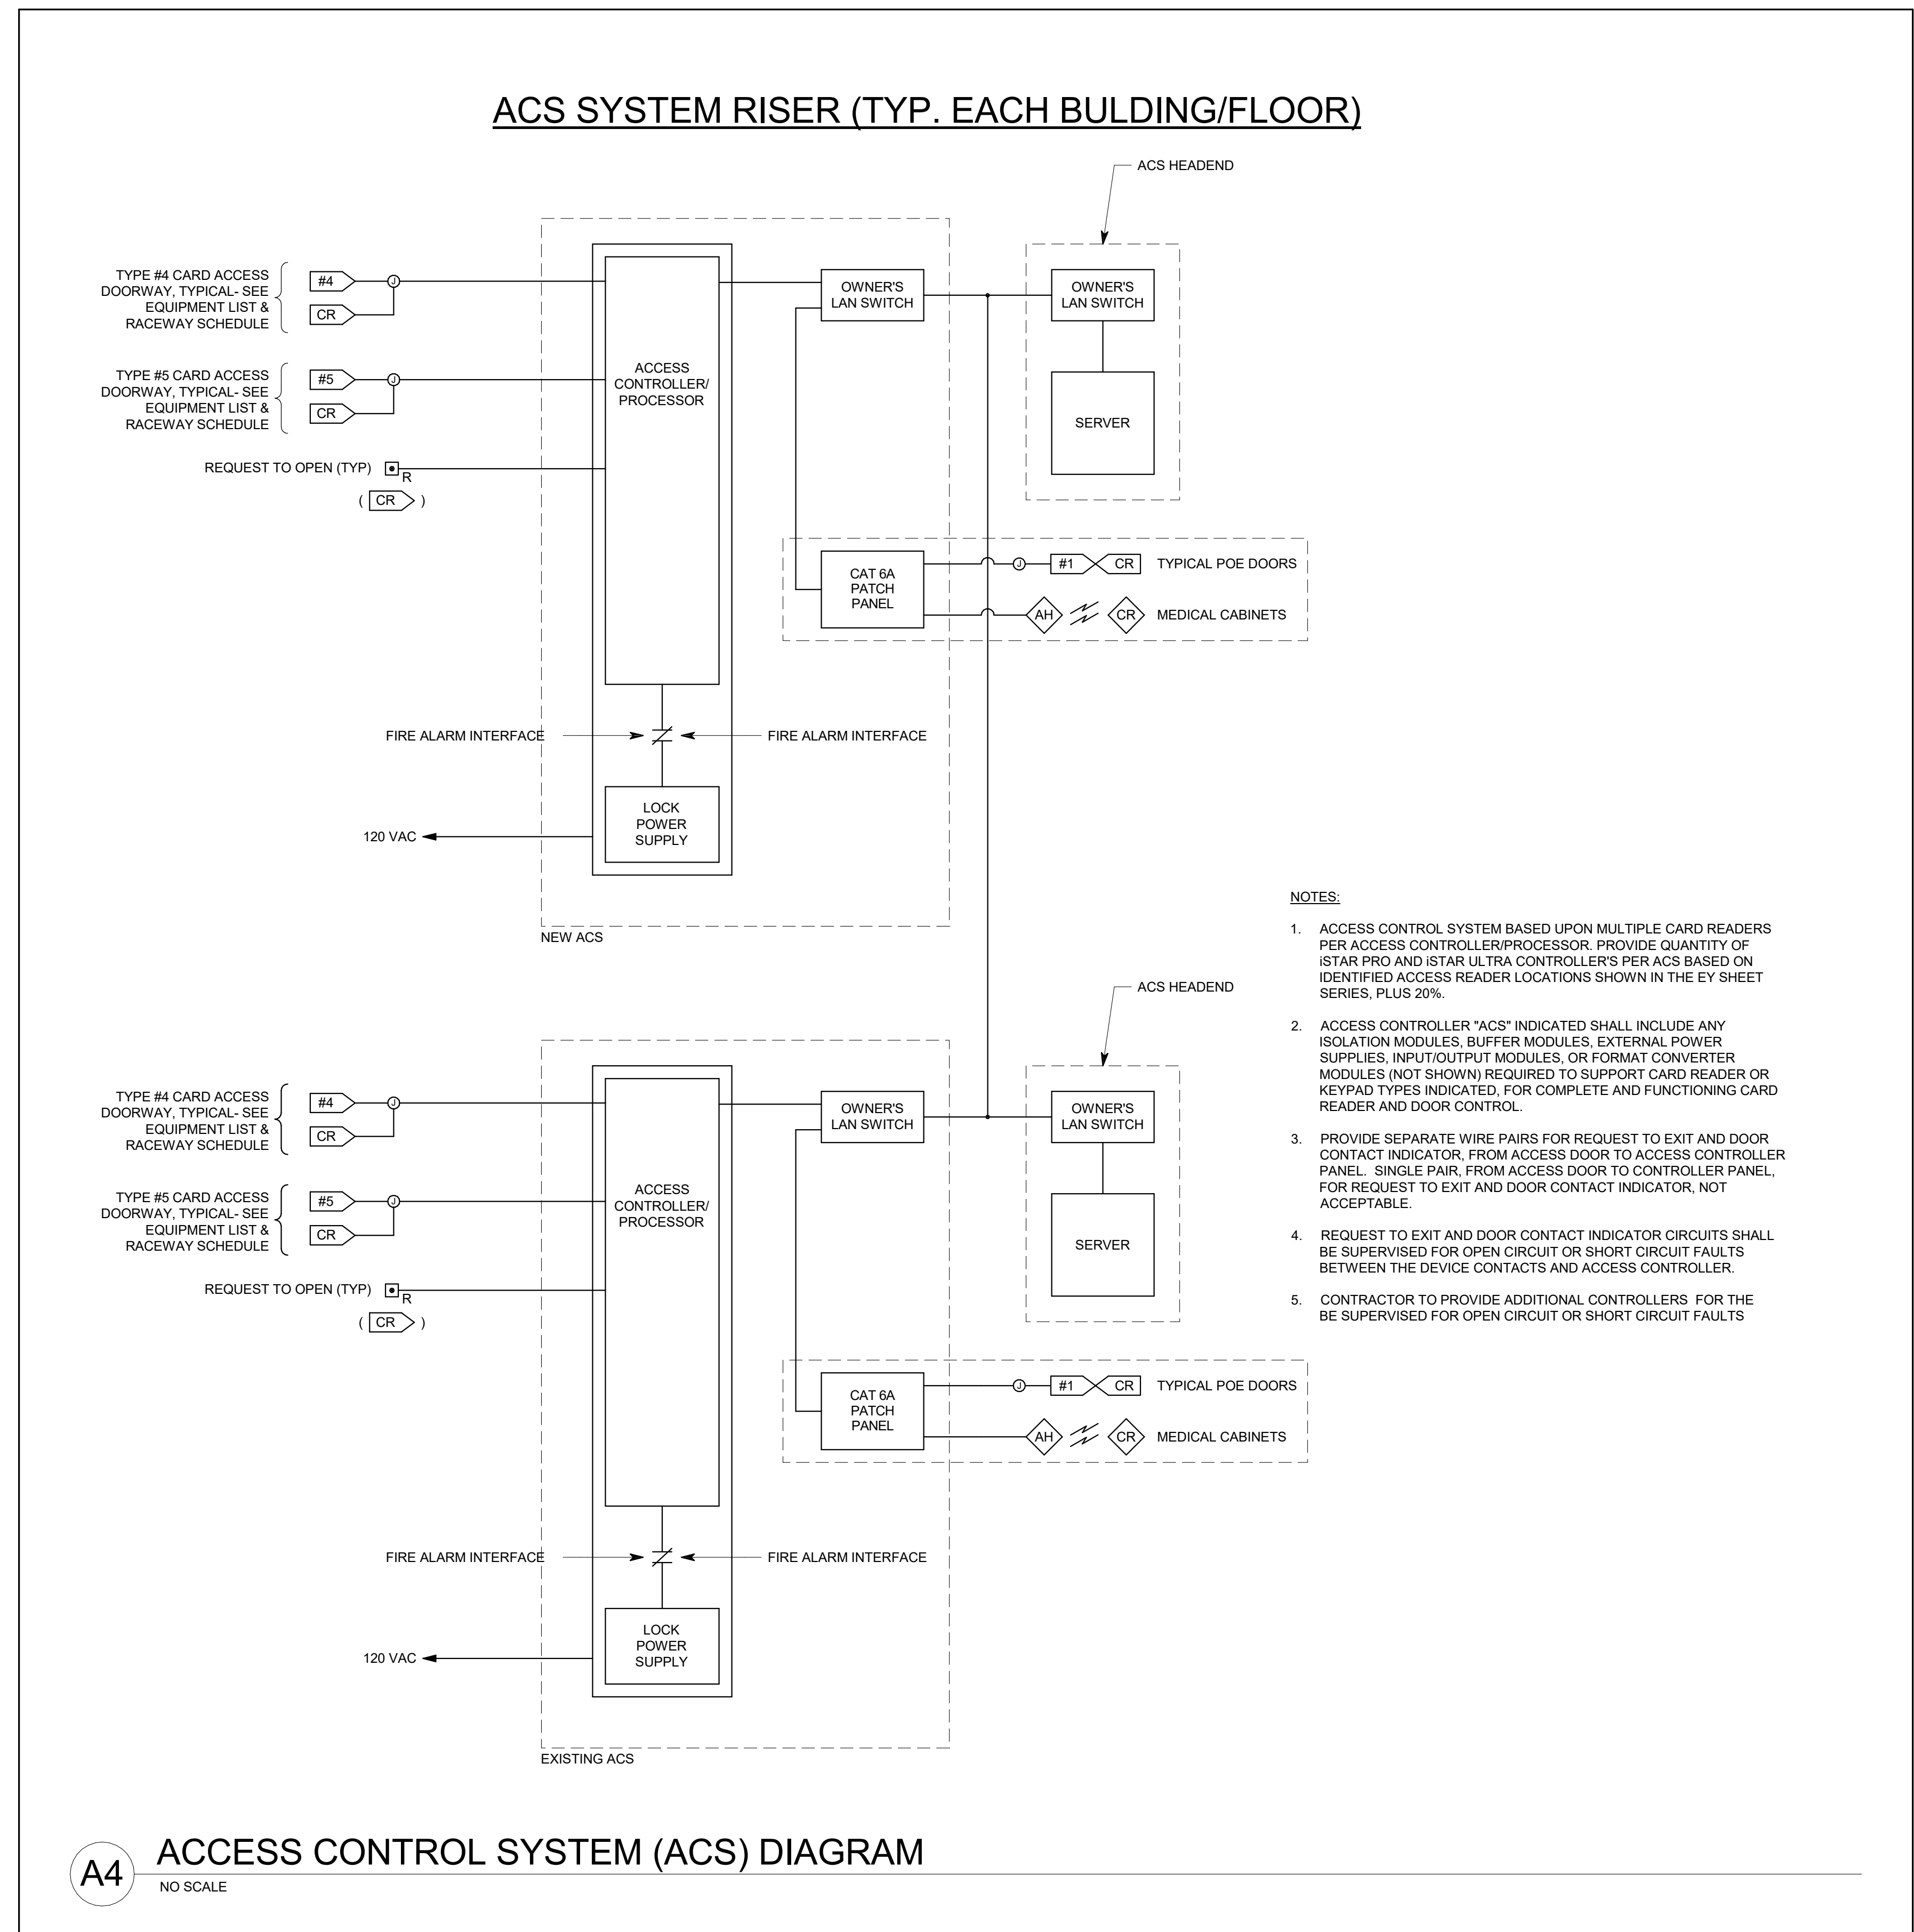 ACS SYSTEM RISER (TYP. EACH BULDING/FLOOR)
ACS HEADEND
TYPE #4 CARD ACCESS
DOORWAY, TYPICAL- SEE
EQUIPMENT LIST &
RACEWAY SCHEDULE
#4
J
CR
TYPE #5 CARD ACCESS
DOORWAY, TYPICAL- SEE
EQUIPMENT LIST &
RACEWAY SCHEDULE
#5
J
CR
REQUEST TO OPEN (TYP)
R
( CR )
ACCESS
CONTROLLER/
PROCESSOR
OWNER'S
LAN SWITCH
OWNER'S
LAN SWITCH
SERVER
CAT 6A
PATCH
PANEL
J
#1
CR
TYPICAL POE DOORS
AH
CR
MEDICAL CABINETS
FIRE ALARM INTERFACE
FIRE ALARM INTERFACE
LOCK
POWER
SUPPLY
120 VAC
NEW ACS
NOTES:
1. ACCESS CONTROL SYSTEM BASED UPON MULTIPLE CARD READERS
PER ACCESS CONTROLLER/PROCESSOR. PROVIDE QUANTITY OF
iSTAR PRO AND iSTAR ULTRA CONTROLLER'S PER ACS BASED ON
IDENTIFIED ACCESS READER LOCATIONS SHOWN IN THE EY SHEET
SERIES, PLUS 20%.
2. ACCESS CONTROLLER "ACS" INDICATED SHALL INCLUDE ANY
ISOLATION MODULES, BUFFER MODULES, EXTERNAL POWER
SUPPLIES, INPUT/OUTPUT MODULES, OR FORMAT CONVERTER
MODULES (NOT SHOWN) REQUIRED TO SUPPORT CARD READER OR
KEYPAD TYPES INDICATED, FOR COMPLETE AND FUNCTIONING CARD
READER AND DOOR CONTROL.
3. PROVIDE SEPARATE WIRE PAIRS FOR REQUEST TO EXIT AND DOOR
CONTACT INDICATOR, FROM ACCESS DOOR TO ACCESS CONTROLLER
PANEL. SINGLE PAIR, FROM ACCESS DOOR TO CONTROLLER PANEL,
FOR REQUEST TO EXIT AND DOOR CONTACT INDICATOR, NOT
ACCEPTABLE.
4. REQUEST TO EXIT AND DOOR CONTACT INDICATOR CIRCUITS SHALL
BE SUPERVISED FOR OPEN CIRCUIT OR SHORT CIRCUIT FAULTS
BETWEEN THE DEVICE CONTACTS AND ACCESS CONTROLLER.
5. CONTRACTOR TO PROVIDE ADDITIONAL CONTROLLERS FOR THE
BE SUPERVISED FOR OPEN CIRCUIT OR SHORT CIRCUIT FAULTS
ACS HEADEND
TYPE #4 CARD ACCESS
DOORWAY, TYPICAL- SEE
EQUIPMENT LIST &
RACEWAY SCHEDULE
#4
J
CR
TYPE #5 CARD ACCESS
DOORWAY, TYPICAL- SEE
EQUIPMENT LIST &
RACEWAY SCHEDULE
#5
J
CR
REQUEST TO OPEN (TYP)
R
( CR )
ACCESS
CONTROLLER/
PROCESSOR
OWNER'S
LAN SWITCH
OWNER'S
LAN SWITCH
SERVER
CAT 6A
PATCH
PANEL
J
#1
CR
TYPICAL POE DOORS
AH
CR
MEDICAL CABINETS
FIRE ALARM INTERFACE
FIRE ALARM INTERFACE
LOCK
POWER
SUPPLY
120 VAC
EXISTING ACS
A4
ACCESS CONTROL SYSTEM (ACS) DIAGRAM
NO SCALE